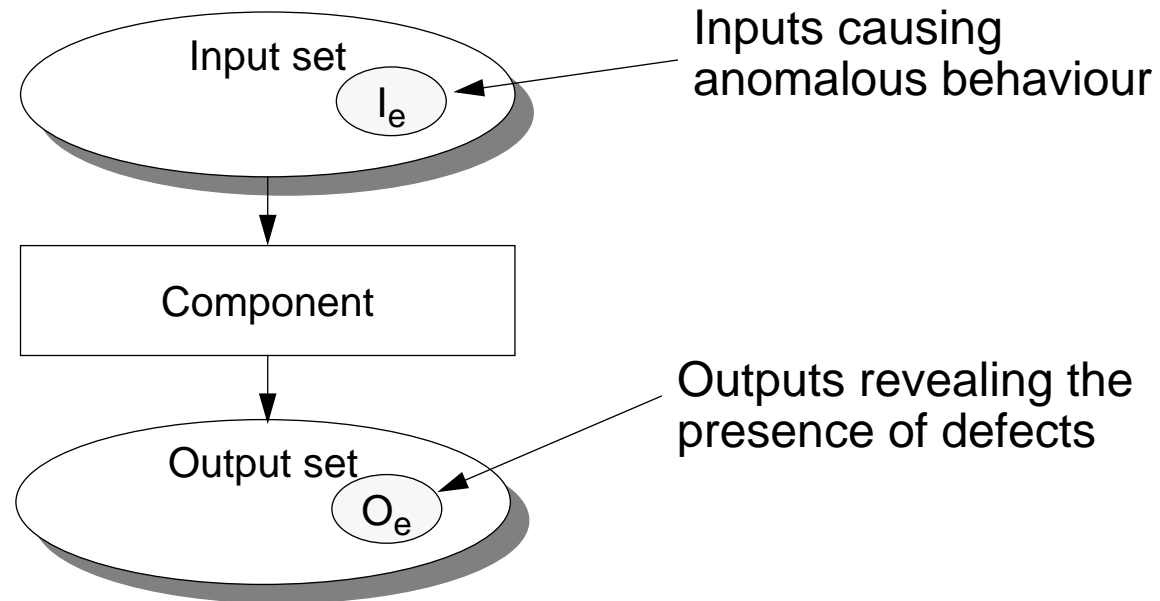 Inputs causing
anomalous behaviour
Input set
Ie
Component
Outputs revealing the
presence of defects
Output set
Oe